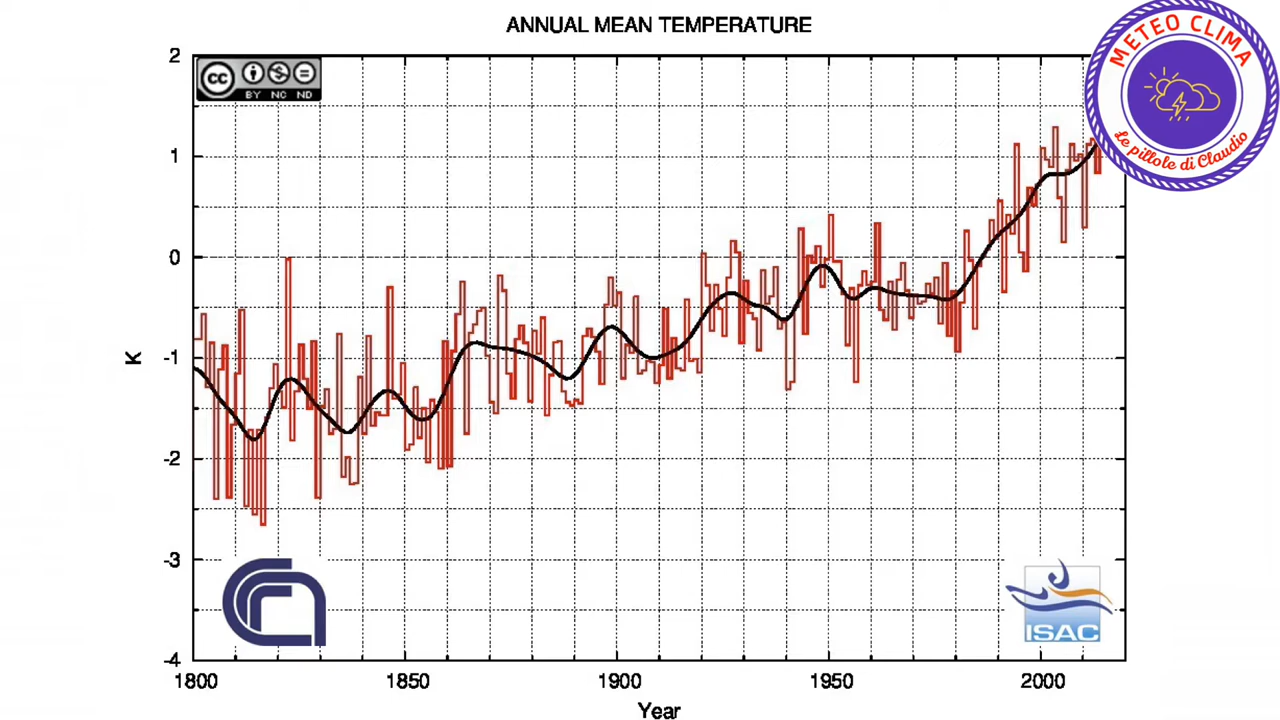 ANNUAL MEAN TEMPERATURE
METEO CLIMA
Le pillole di Claudio
cc
BY NC ND
2
1
0
-1
-2
-3
-4
K
ISAC
1800 1850 1900 1950 2000
Year